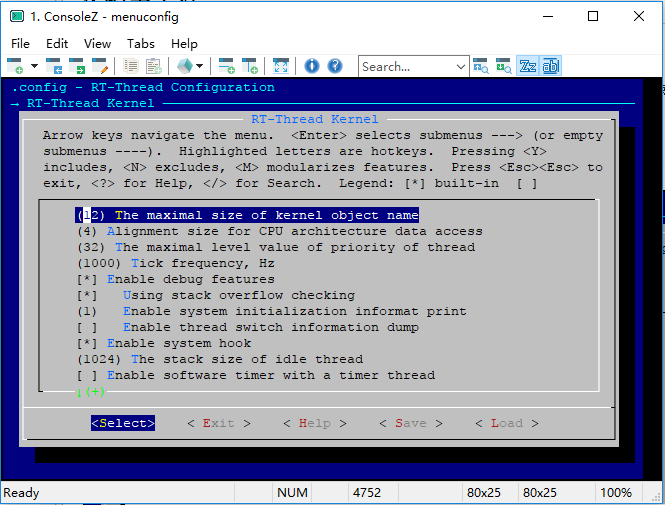 1. ConsoleZ - menuconfig
File Edit View Tabs Help
Search...
.config - RT-Thread Configuration
→ RT-Thread Kernel
RT-Thread Kernel
Arrow keys navigate the menu. <Enter> selects submenus ---> (or empty
submenus ----). Highlighted letters are hotkeys. Pressing <Y>
includes, <N> excludes, <M> modularizes features. Press <Esc><Esc> to
exit, <?> for Help, </> for Search. Legend: [*] built-in [ ]
(12) The maximal size of kernel object name
(4) Alignment size for CPU architecture data access
(32) The maximal level value of priority of thread
(1000) Tick frequency, Hz
[*] Enable debug features
[*] Using stack overflow checking
(1) Enable system initialization informat print
[ ] Enable thread switch information dump
[*] Enable system hook
(1024) The stack size of idle thread
[ ] Enable software timer with a timer thread
↓(+)
<Select> < Exit > < Help > < Save > < Load >
Ready NUM 4752 80x25 80x25 100%